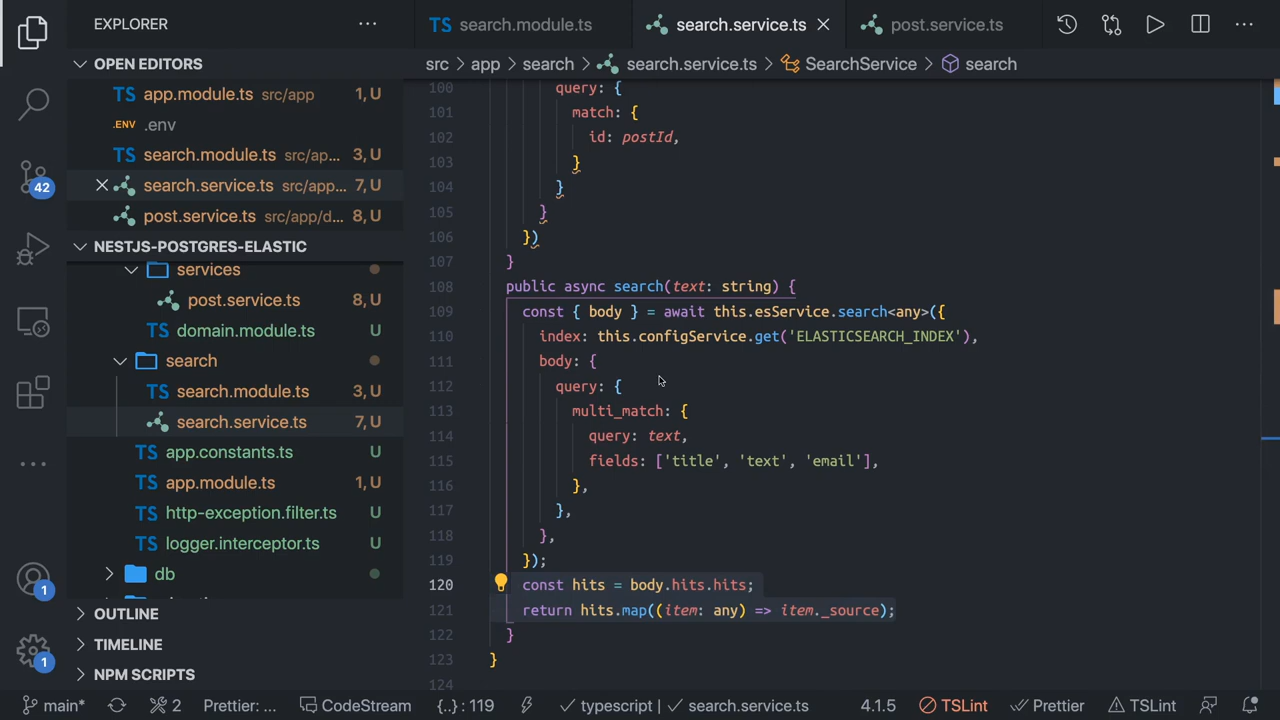 EXPLORER
search.module.ts
search.service.ts
post.service.ts
OPEN EDITORS
src > app > search > search.service.ts > SearchService > search
TS app.module.ts src/app 1, U
.ENV .env
TS search.module.ts src/ap... 3, U
search.service.ts src/app... 7, U
post.service.ts src/app/d... 8, U
NESTJS-POSTGRES-ELASTIC
services
post.service.ts 8, U
TS domain.module.ts U
search
TS search.module.ts 3, U
search.service.ts 7, U
TS app.constants.ts U
TS app.module.ts 1, U
TS http-exception.filter.ts U
TS logger.interceptor.ts U
db
OUTLINE
TIMELINE
NPM SCRIPTS
42
1
1
100 query: {
101 match: {
102 id: postId,
103 }
104 }
105 }
106 })
107 }
108 public async search(text: string) {
109 const { body } = await this.esService.search<any>({
110 index: this.configService.get('ELASTICSEARCH_INDEX'),
111 body: {
112 query: {
113 multi_match: {
114 query: text,
115 fields: ['title', 'text', 'email'],
116 },
117 },
118 },
119 });
120 const hits = body.hits.hits;
121 return hits.map((item: any) => item._source);
122 }
123 }
124
main* 2 Prettier: ... CodeStream {..} : 119 typescript | search.service.ts 4.1.5 TSLint Prettier TSLint